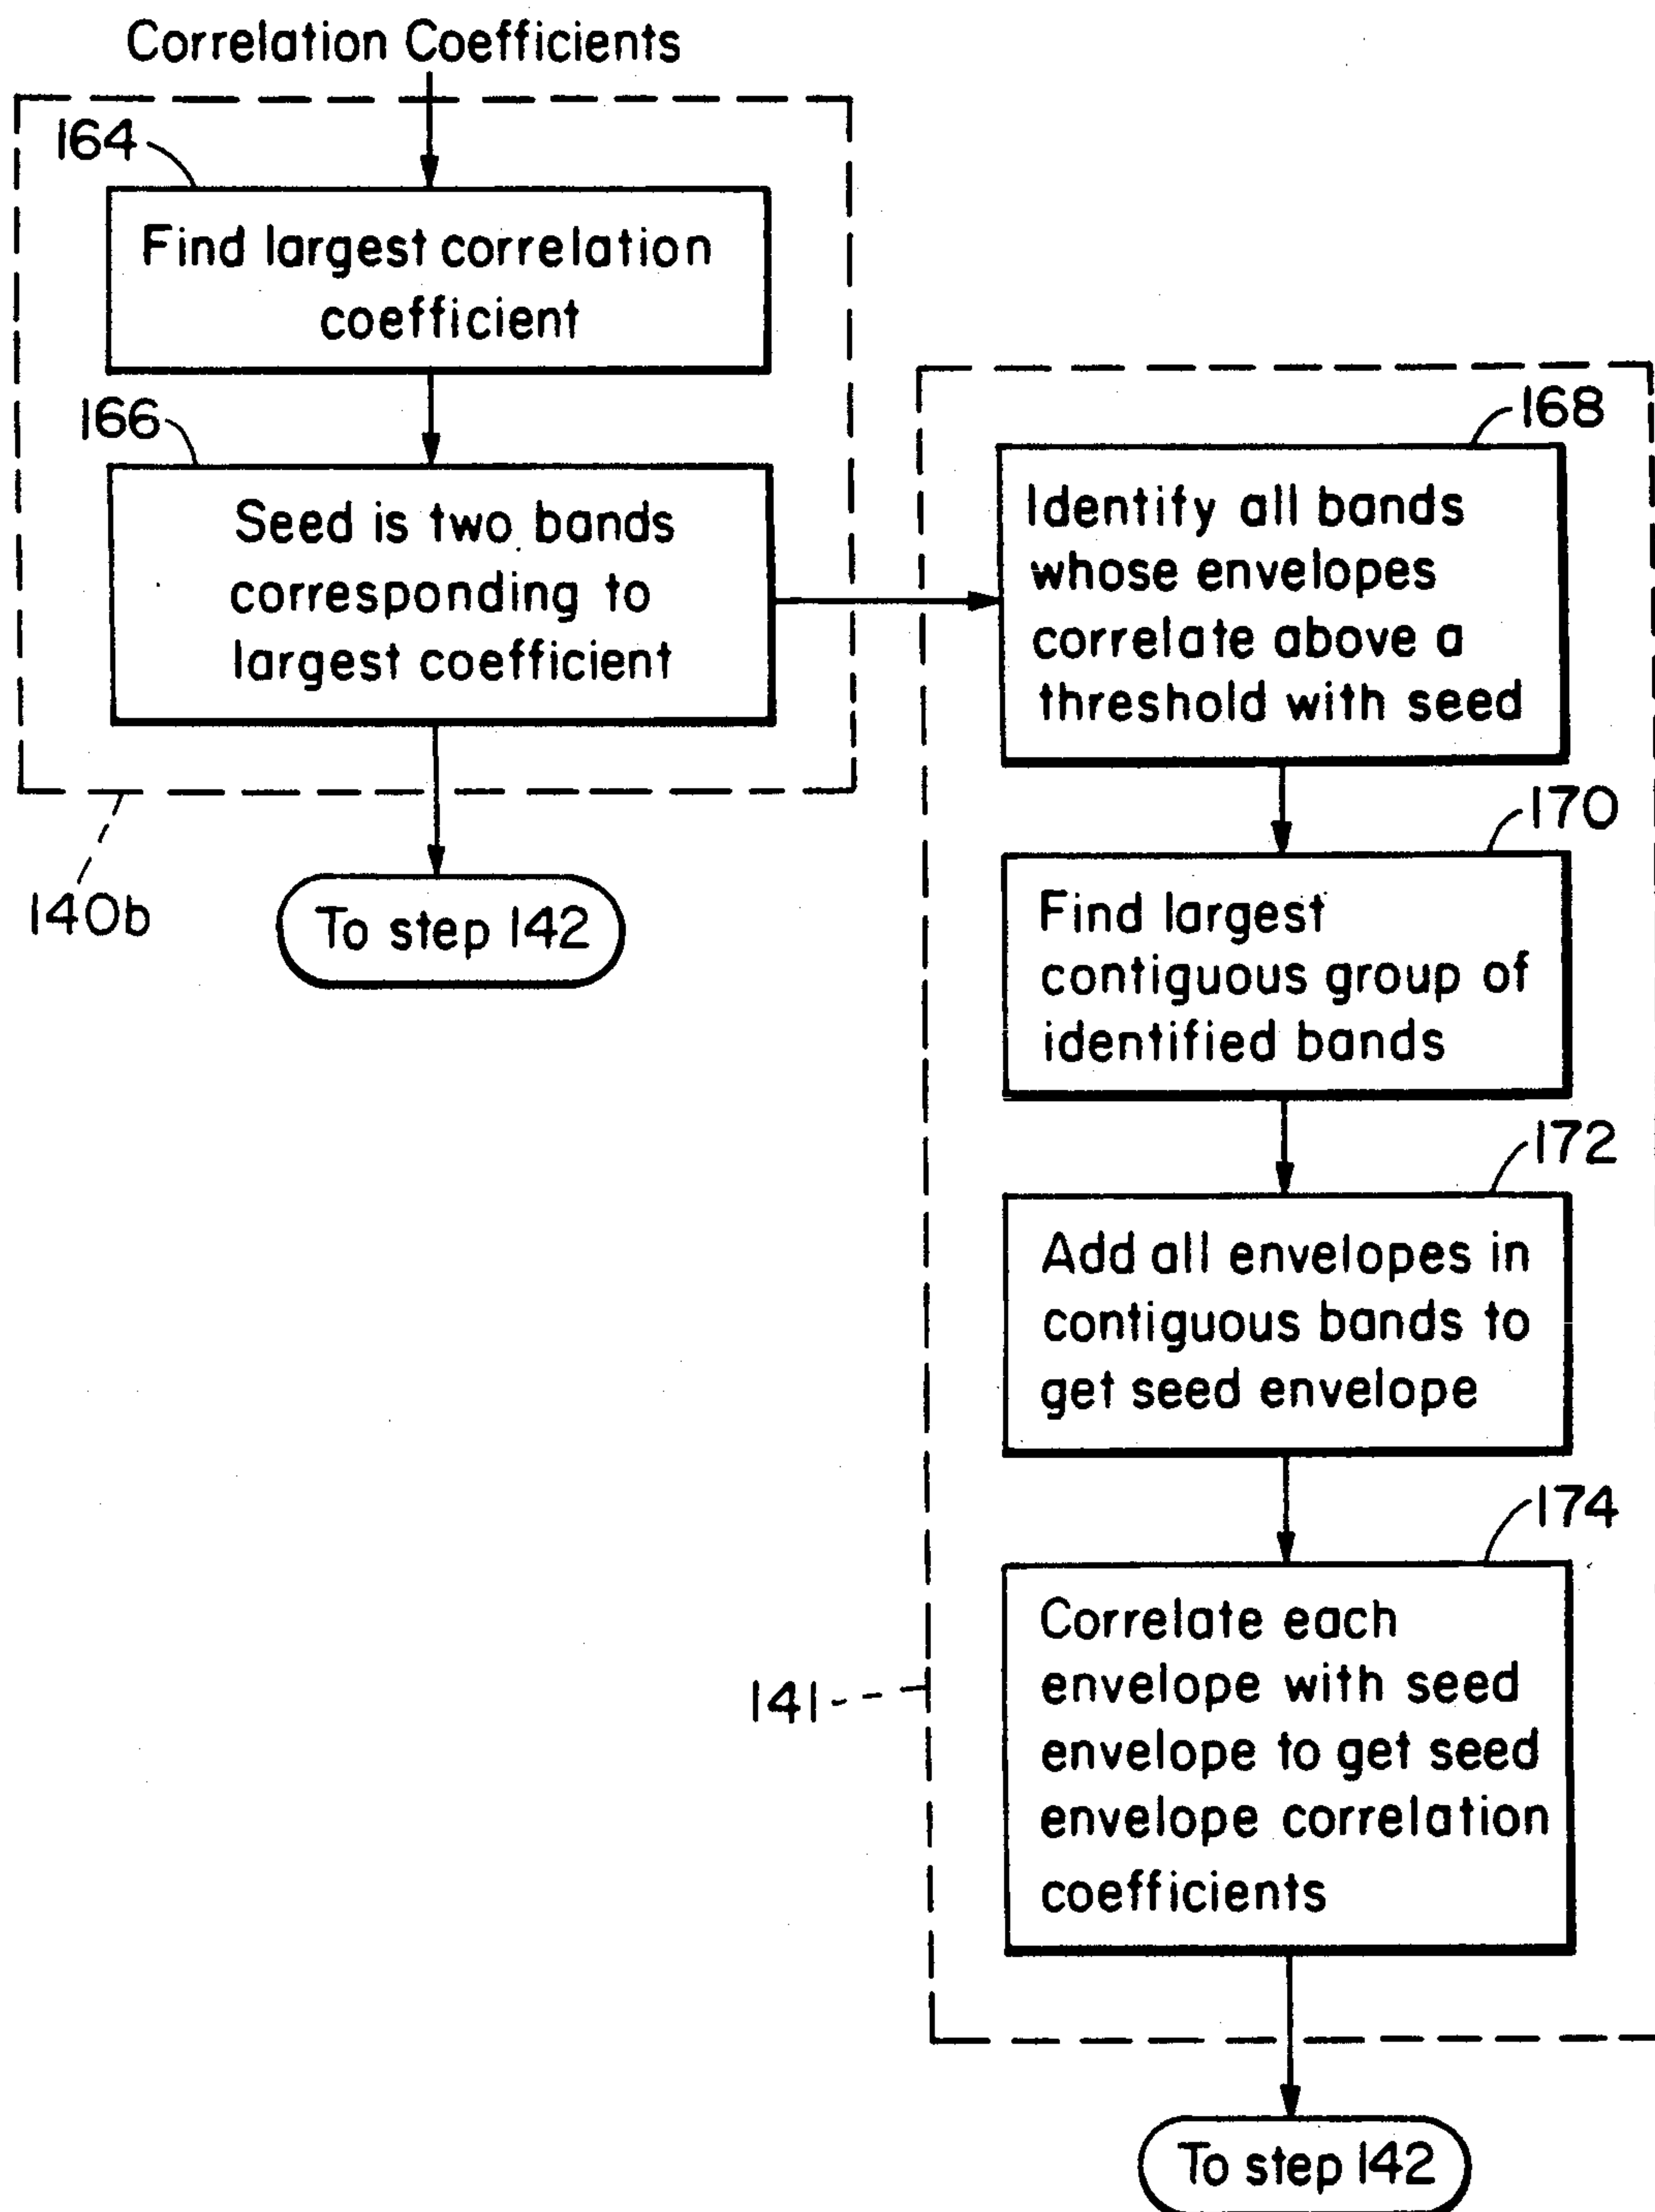 Correlation Coefficients
164
Find largest correlation
coefficient
166
Seed is two bands
corresponding to
largest coefficient
140b
To step 142
168
Identify all bands
whose envelopes
correlate above a
threshold with seed
170
Find largest
contiguous group of
identified bands
172
Add all envelopes in
contiguous bands to
get seed envelope
174
Correlate each
envelope with seed
envelope to get seed
envelope correlation
coefficients
141
To step 142